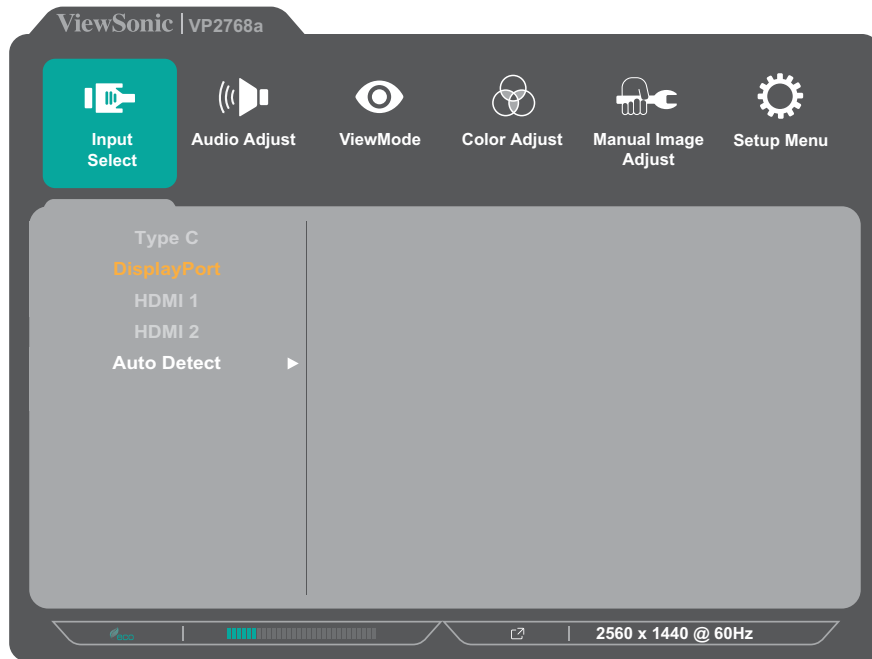 ViewSonic | VP2768a
Input
Select
Audio Adjust
ViewMode
Color Adjust
Manual Image
Adjust
Setup Menu
Type C
DisplayPort
HDMI 1
HDMI 2
Auto Detect
eco
2560 x 1440 @ 60Hz